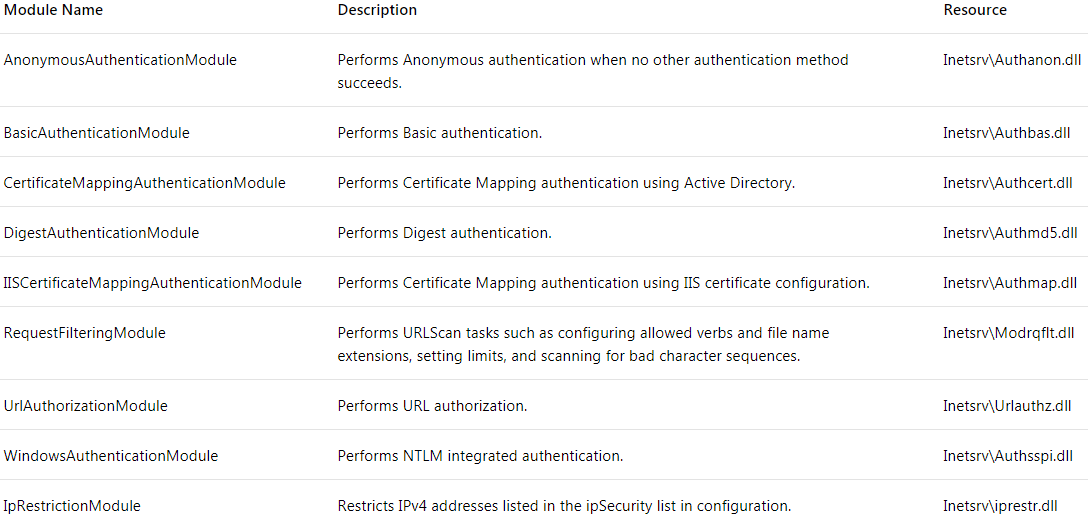 Module Name Description Resource
AnonymousAuthenticationModule Performs Anonymous authentication when no other authentication method Inetsrv\Authanon.dll
succeeds.
BasicAuthenticationModule Performs Basic authentication. Inetsrv\Authbas.dll
CertificateMappingAuthenticationModule Performs Certificate Mapping authentication using Active Directory. Inetsrv\Authcert.dll
DigestAuthenticationModule Performs Digest authentication. Inetsrv\Authmd5.dll
IISCertificateMappingAuthenticationModule Performs Certificate Mapping authentication using IIS certificate configuration. Inetsrv\Authmap.dll
RequestFilteringModule Performs URLScan tasks such as configuring allowed verbs and file name Inetsrv\Modrqflt.dll
extensions, setting limits, and scanning for bad character sequences.
UrlAuthorizationModule Performs URL authorization. Inetsrv\Urlauthz.dll
WindowsAuthenticationModule Performs NTLM integrated authentication. Inetsrv\Authsspi.dll
IpRestrictionModule Restricts IPv4 addresses listed in the ipSecurity list in configuration. Inetsrv\iprestr.dll